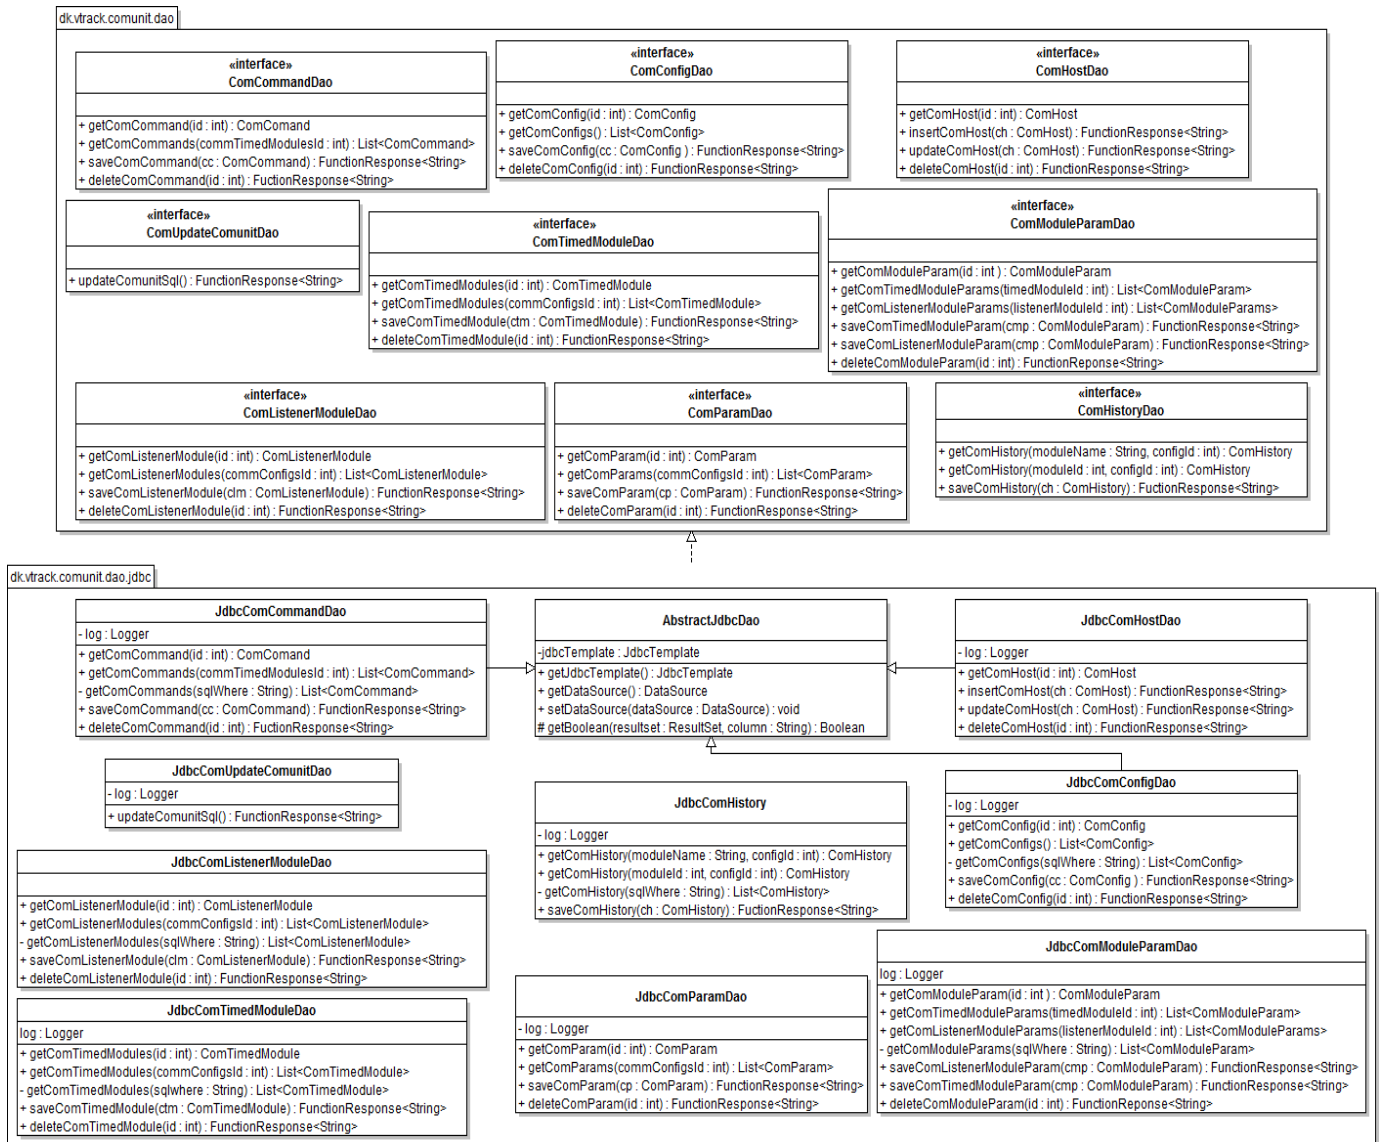 dk.vtrack.comunit.dao
«interface»
ComCommandDao
+ getComCommand(id : int) : ComComand
+ getComCommands(commTimedModulesId : int) : List<ComCommand>
+ saveComCommand(cc : ComCommand) : FunctionResponse<String>
+ deleteComCommand(id : int) : FuctionResponse<String>
«interface»
ComConfigDao
+ getComConfig(id : int) : ComConfig
+ getComConfigs() : List<ComConfig>
+ saveComConfig(cc : ComConfig ) : FunctionResponse<String>
+ deleteComConfig(id : int) : FunctionResponse<String>
«interface»
ComHostDao
+ getComHost(id : int) : ComHost
+ insertComHost(ch : ComHost) : FunctionResponse<String>
+ updateComHost(ch : ComHost) : FunctionResponse<String>
+ deleteComHost(id : int) : FunctionResponse<String>
«interface»
ComUpdateComunitDao
+ updateComunitSql() : FunctionResponse<String>
«interface»
ComTimedModuleDao
+ getComTimedModules(id : int) : ComTimedModule
+ getComTimedModules(commConfigsId : int) : List<ComTimedModule>
+ saveComTimedModule(ctm : ComTimedModule) : FunctionResponse<String>
+ deleteComTimedModule(id : int) : FunctionResponse<String>
«interface»
ComModuleParamDao
+ getComModuleParam(id : int ) : ComModuleParam
+ getComTimedModuleParams(timedModuleId : int) : List<ComModuleParam>
+ getComListenerModuleParams(listenerModuleId : int) : List<ComModuleParams>
+ saveComTimedModuleParam(cmp : ComModuleParam) : FunctionResponse<String>
+ saveComListenerModuleParam(cmp : ComModuleParam) : FunctionResponse<String>
+ deleteComModuleParam(id : int) : FunctionReponse<String>
«interface»
ComListenerModuleDao
+ getComListenerModule(id : int) : ComListenerModule
+ getComListenerModules(commConfigsId : int) : List<ComListenerModule>
+ saveComListenerModule(clm : ComListenerModule) : FunctionResponse<String>
+ deleteComListenerModule(id : int) : FunctionResponse<String>
«interface»
ComParamDao
+ getComParam(id : int) : ComParam
+ getComParams(commConfigsId : int) : List<ComParam>
+ saveComParam(cp : ComParam) : FunctionResponse<String>
+ deleteComParam(id : int) : FunctionResponse<String>
«interface»
ComHistoryDao
+ getComHistory(moduleName : String, configId : int) : ComHistory
+ getComHistory(moduleId : int, configId : int) : ComHistory
+ saveComHistory(ch : ComHistory) : FuctionResponse<String>
dk.vtrack.comunit.dao.jdbc
JdbcComCommandDao
- log : Logger
+ getComCommand(id : int) : ComComand
+ getComCommands(commTimedModulesId : int) : List<ComCommand>
- getComCommands(sqlWhere : String) : List<ComCommand>
+ saveComCommand(cc : ComCommand) : FunctionResponse<String>
+ deleteComCommand(id : int) : FuctionResponse<String>
AbstractJdbcDao
-jdbcTemplate : JdbcTemplate
+ getJdbcTemplate() : JdbcTemplate
+ getDataSource() : DataSource
+ setDataSource(dataSource : DataSource) : void
# getBoolean(resultset : ResultSet, column : String) : Boolean
JdbcComHostDao
- log : Logger
+ getComHost(id : int) : ComHost
+ insertComHost(ch : ComHost) : FunctionResponse<String>
+ updateComHost(ch : ComHost) : FunctionResponse<String>
+ deleteComHost(id : int) : FunctionResponse<String>
JdbcComUpdateComunitDao
- log : Logger
+ updateComunitSql() : FunctionResponse<String>
JdbcComHistory
- log : Logger
+ getComHistory(moduleName : String, configId : int) : ComHistory
+ getComHistory(moduleId : int, configId : int) : ComHistory
- getComHistory(sqlWhere : String) : List<ComHistory>
+ saveComHistory(ch : ComHistory) : FuctionResponse<String>
JdbcComConfigDao
- log : Logger
+ getComConfig(id : int) : ComConfig
+ getComConfigs() : List<ComConfig>
- getComConfigs(sqlWhere : String) : List<ComConfig>
+ saveComConfig(cc : ComConfig ) : FunctionResponse<String>
+ deleteComConfig(id : int) : FunctionResponse<String>
JdbcComListenerModuleDao
+ getComListenerModule(id : int) : ComListenerModule
+ getComListenerModules(commConfigsId : int) : List<ComListenerModule>
- getComListenerModules(sqlWhere : String) : List<ComListenerModule>
+ saveComListenerModule(clm : ComListenerModule) : FunctionResponse<String>
+ deleteComListenerModule(id : int) : FunctionResponse<String>
JdbcComTimedModuleDao
log : Logger
+ getComTimedModules(id : int) : ComTimedModule
+ getComTimedModules(commConfigsId : int) : List<ComTimedModule>
- getComTimedModules(sqlwhere : String) : List<ComTimedModule>
+ saveComTimedModule(ctm : ComTimedModule) : FunctionResponse<String>
+ deleteComTimedModule(id : int) : FunctionResponse<String>
JdbcComParamDao
- log : Logger
+ getComParam(id : int) : ComParam
+ getComParams(commConfigsId : int) : List<ComParam>
+ saveComParam(cp : ComParam) : FunctionResponse<String>
+ deleteComParam(id : int) : FunctionResponse<String>
JdbcComModuleParamDao
log : Logger
+ getComModuleParam(id : int ) : ComModuleParam
+ getComTimedModuleParams(timedModuleId : int) : List<ComModuleParam>
+ getComListenerModuleParams(listenerModuleId : int) : List<ComModuleParams>
- getComModuleParams(sqlWhere : String) : List<ComModuleParam>
+ saveComListenerModuleParam(cmp : ComModuleParam) : FunctionResponse<String>
+ saveComTimedModuleParam(cmp : ComModuleParam) : FunctionResponse<String>
+ deleteComModuleParam(id : int) : FunctionReponse<String>